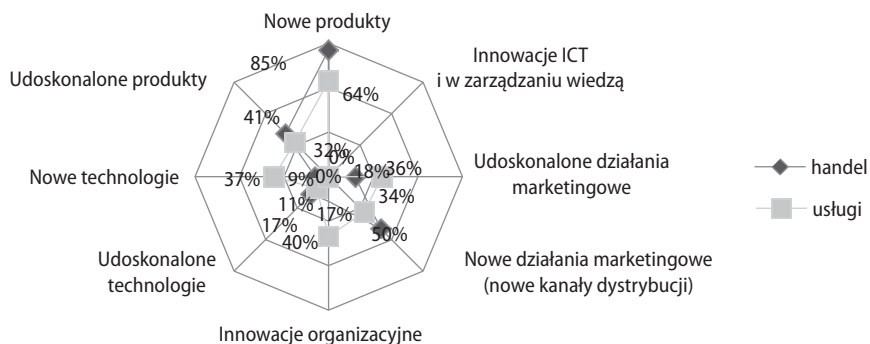 Nowe produkty
Innowacje ICT
i w zarządzaniu wiedzą
Udoskonalone produkty
85%
64%
41%
32%
0%
Nowe technologie
37%
9%
0%
18%
36%
Udoskonalone działania
marketingowe
handel
usługi
34%
11%
17%
17%
40%
50%
Udoskonalone
technologie
Nowe działania marketingowe
(nowe kanały dystrybucji)
Innowacje organizacyjne